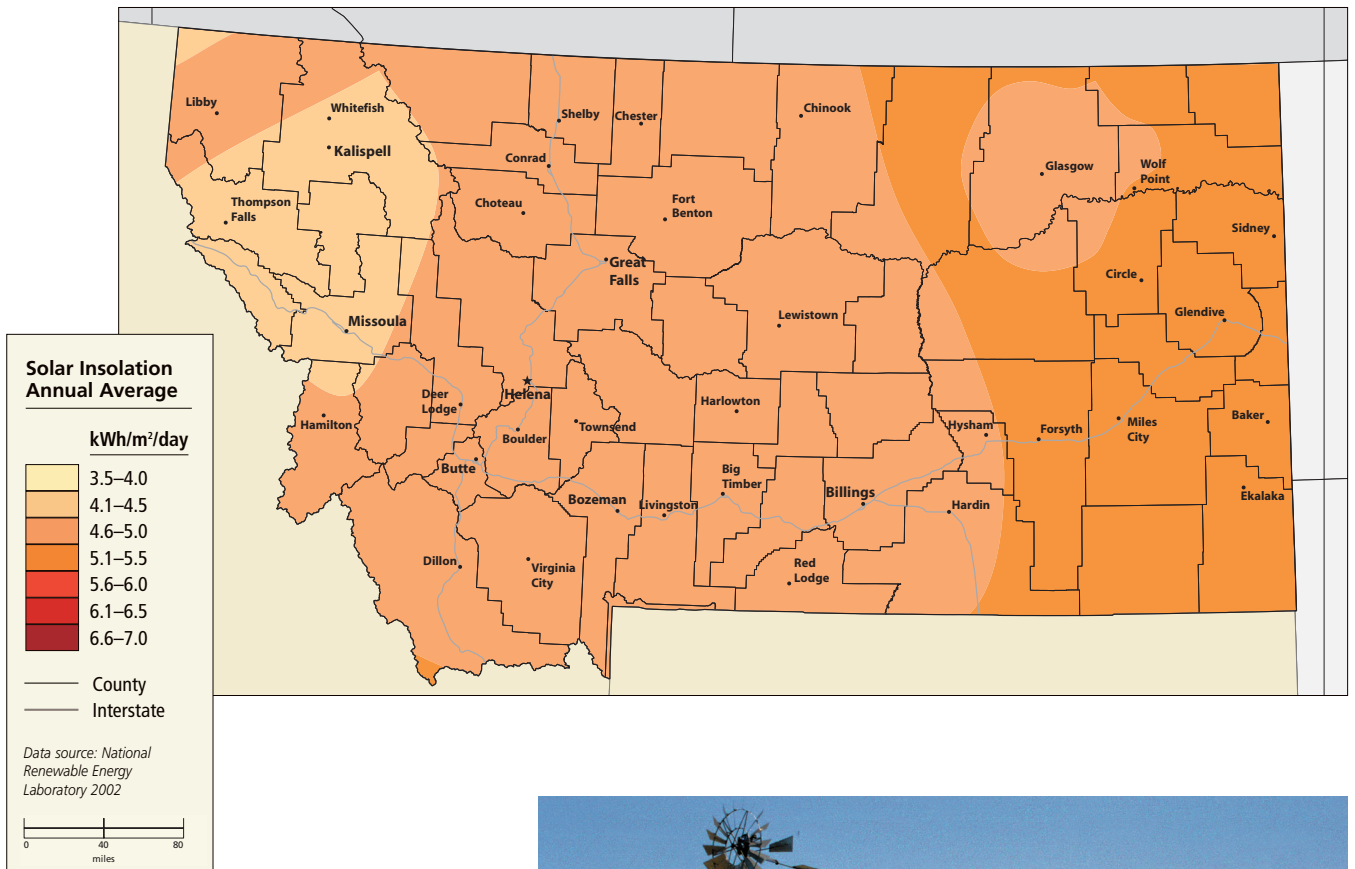 Libby
Whitefish
Kalispell
Thompson
Falls
Missoula
Hamilton
Shelby
Chester
Chinook
Conrad
Choteau
Fort
Benton
Great
Falls
Lewistown
Glasgow
Wolf
Point
Sidney
Circle
Glendive
Deer
Lodge
Helena
Boulder
Townsend
Harlowton
Hysham
Forsyth
Miles
City
Baker
Butte
Bozeman
Livingston
Big
Timber
Billings
Hardin
Ekalaka
Dillon
Virginia
City
Red
Lodge
Solar Insolation
Annual Average
kWh/m²/day
3.5–4.0
4.1–4.5
4.6–5.0
5.1–5.5
5.6–6.0
6.1–6.5
6.6–7.0
County
Interstate
Data source: National
Renewable Energy
Laboratory 2002
0 40 80
miles